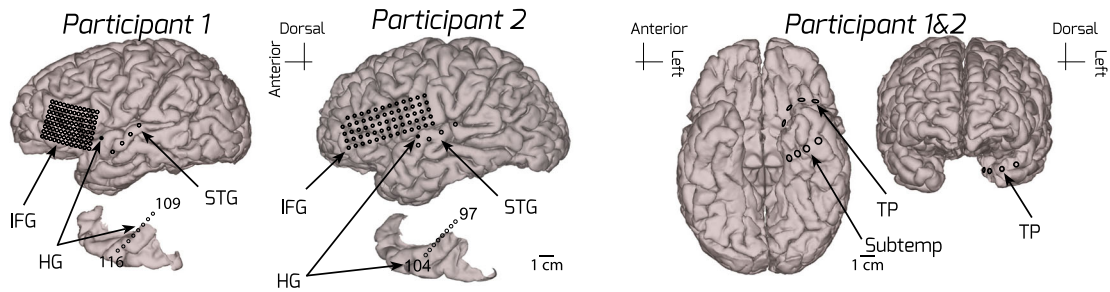 Participant 1
IFG
HG
STG
109
116
Participant 2
Dorsal
Anterior
IFG
HG
STG
97
104
1 cm
Participant 1&2
Anterior
Left
TP
Subtemp
1 cm
Dorsal
Left
TP